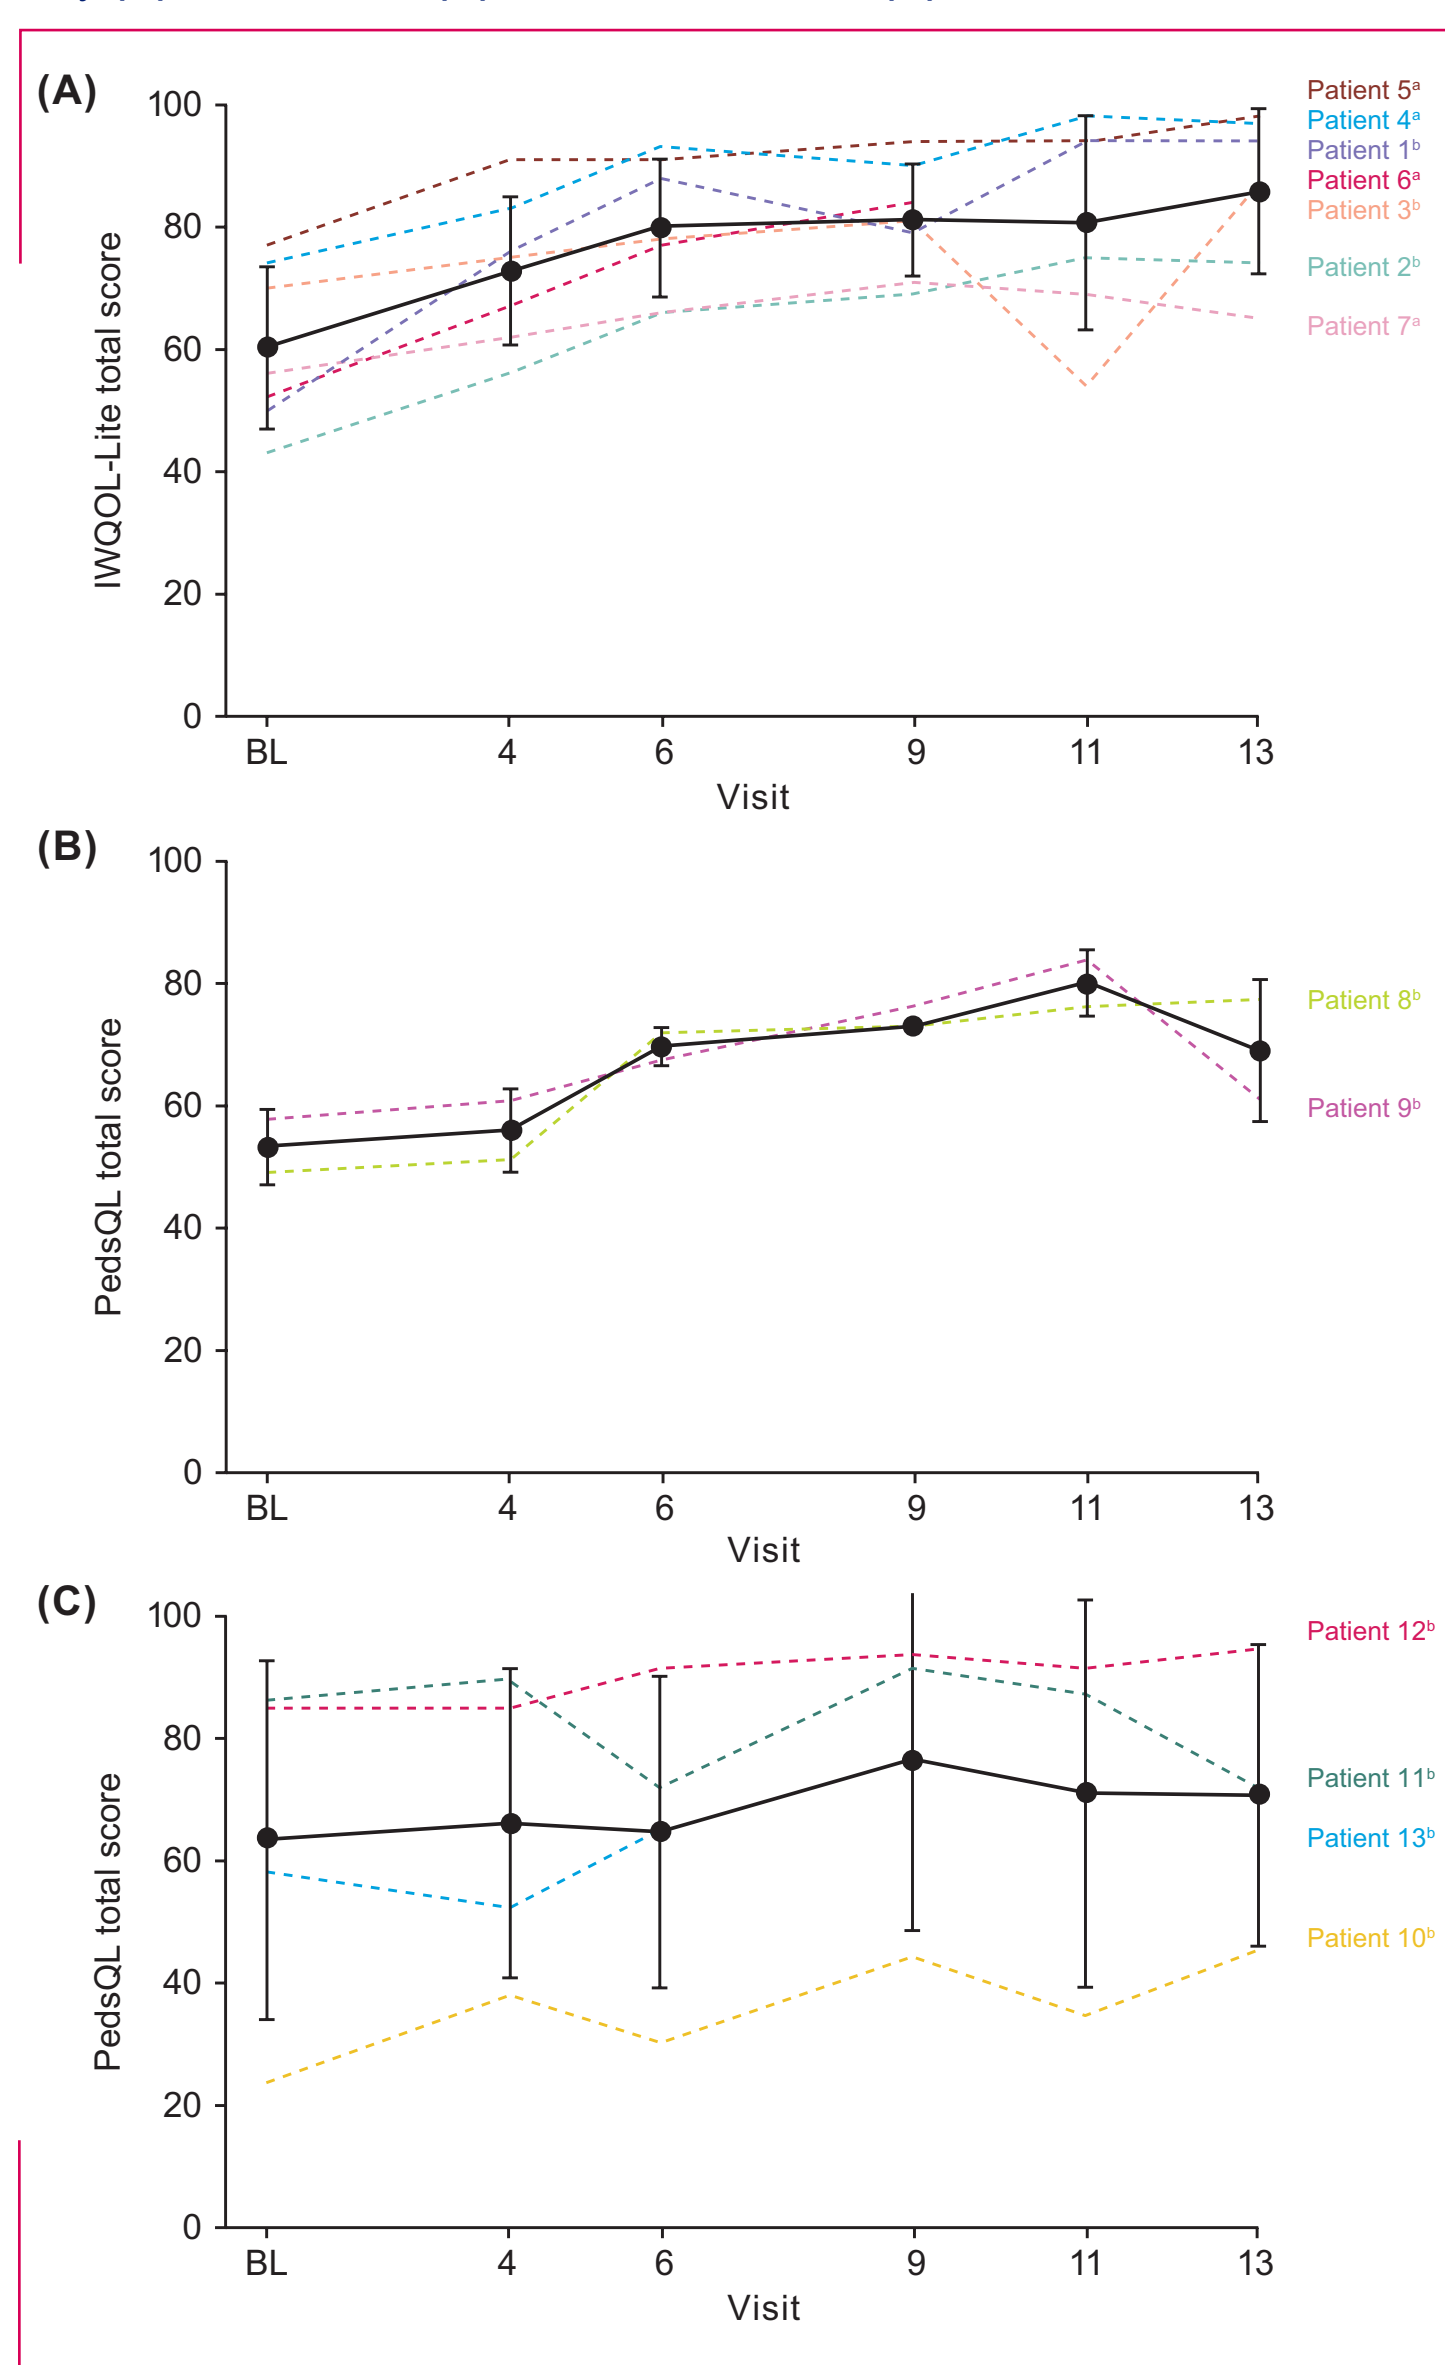 (A)
IWQOL-Lite total score
100
80
60
40
20
0
BL 4 6 9 11 13
Visit
Patient 5ᵃ
Patient 4ᵃ
Patient 1ᵇ
Patient 6ᵃ
Patient 3ᵇ
Patient 2ᵇ
Patient 7ᵃ
(B)
PedsQL total score
100
80
60
40
20
0
BL 4 6 9 11 13
Visit
Patient 8ᵇ
Patient 9ᵇ
(C)
PedsQL total score
100
80
60
40
20
0
BL 4 6 9 11 13
Visit
Patient 12ᵇ
Patient 11ᵇ
Patient 13ᵇ
Patient 10ᵇ